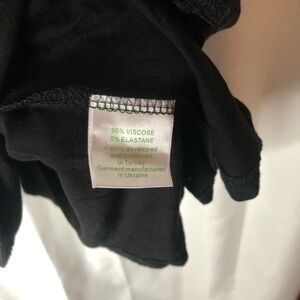 95% VISCOSE
5% ELASTANE
Fabric developed
and produced
in Turkey
Garment manufactured
in Ukraine